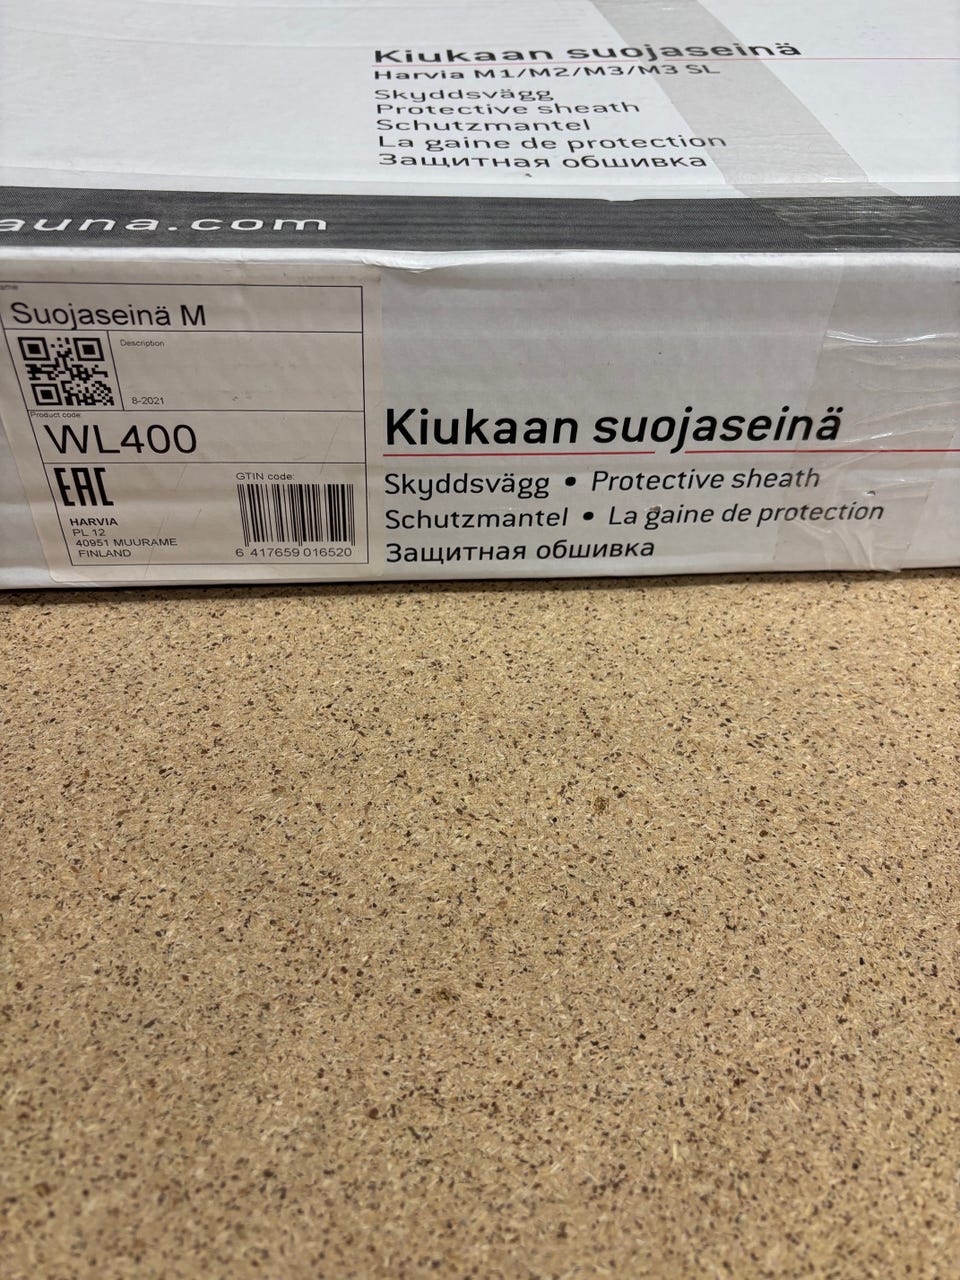 Kiukaan suojaseinä
Harvia M1/M2/M3/M3 SL
Skyddsvägg
Protective sheath
Schutzmantel
La gaine de protection
Защитная обшивка
auna.com
ame
Suojaseinä M
Description
8-2021
Product code:
WL400
EAC
GTIN code:
HARVIA
PL 12
40951 MUURAME
FINLAND
6 417659 016520
Kiukaan suojaseinä
Skyddsvägg • Protective sheath
Schutzmantel • La gaine de protection
Защитная обшивка